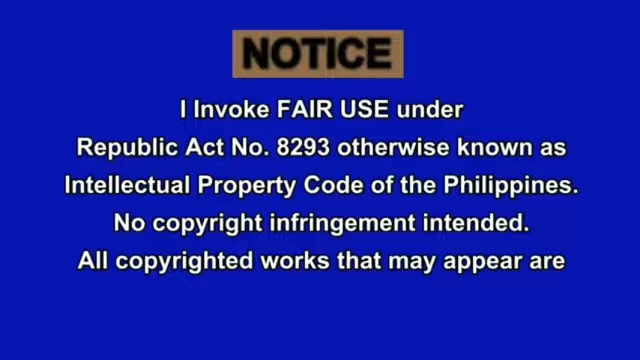 NOTICE
I Invoke FAIR USE under
Republic Act No. 8293 otherwise known as
Intellectual Property Code of the Philippines.
No copyright infringement intended.
All copyrighted works that may appear are